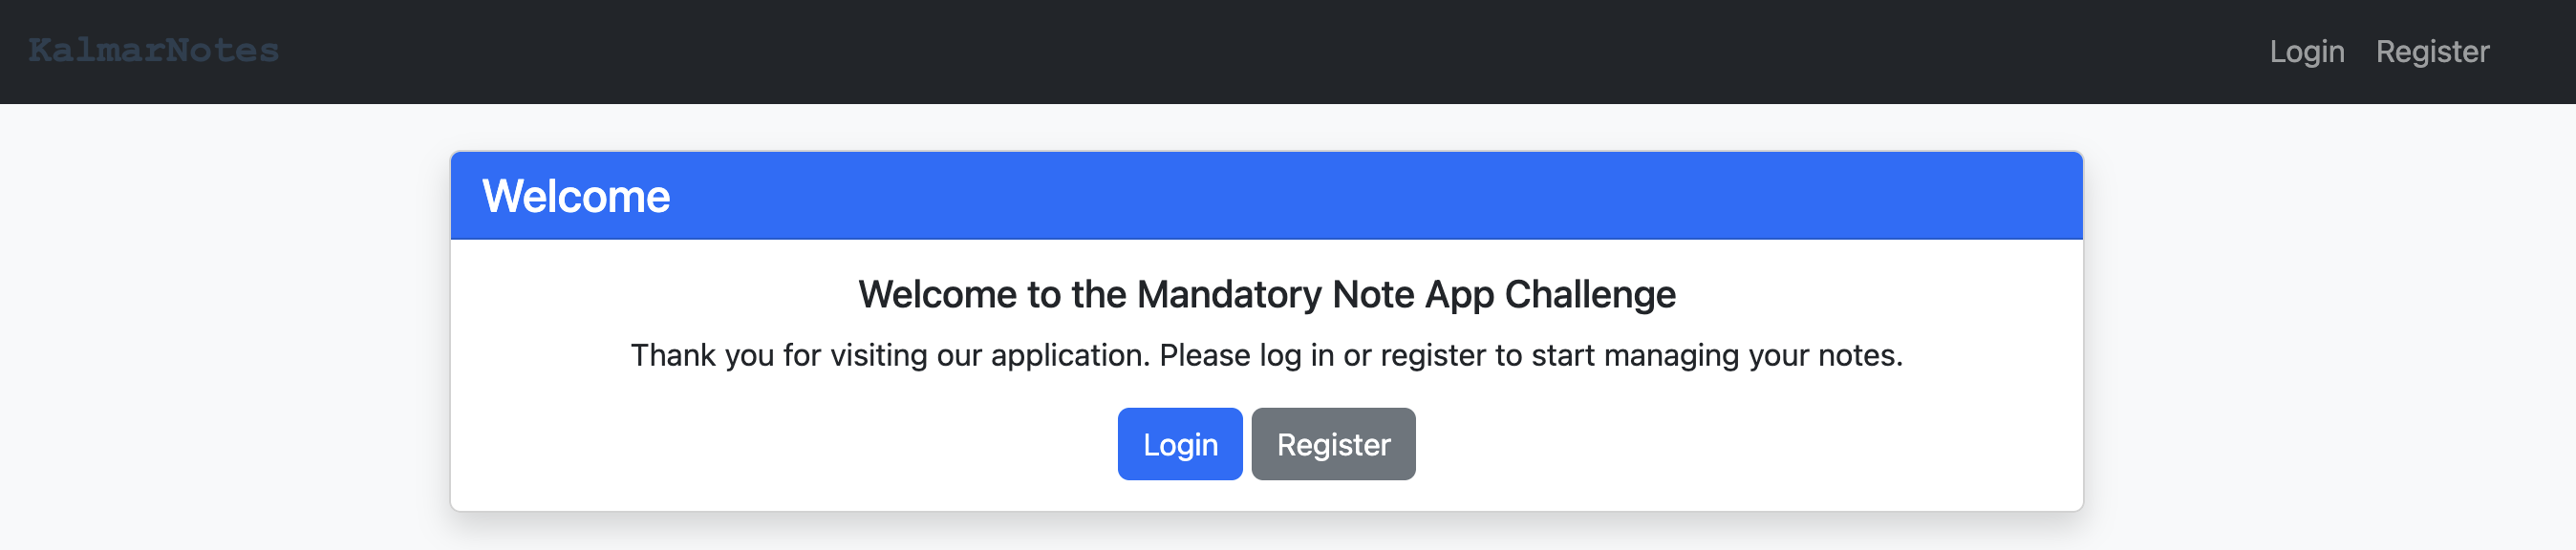 KalmarNotes
Login Register
Welcome
Welcome to the Mandatory Note App Challenge
Thank you for visiting our application. Please log in or register to start managing your notes.
Login Register